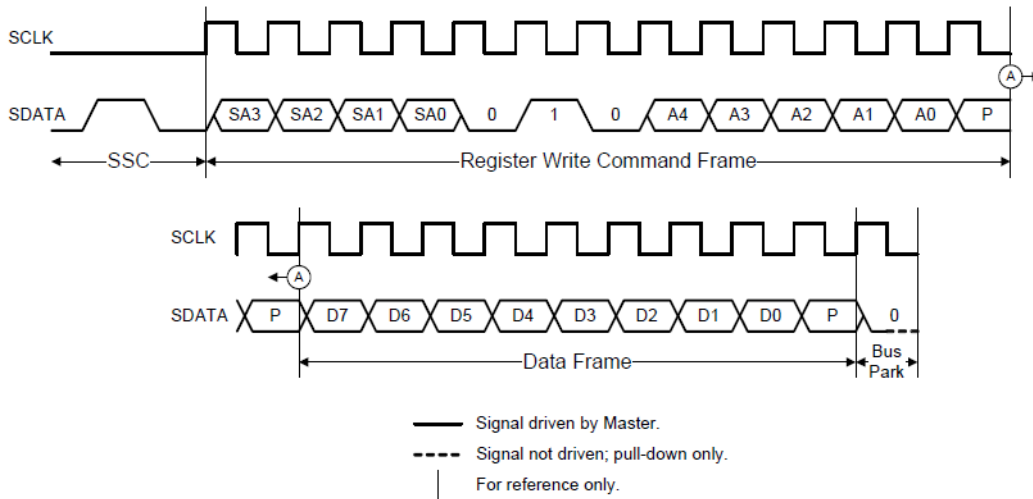 SCLK
A
SDATA SA3 SA2 SA1 SA0 0 1 0 A4 A3 A2 A1 A0 P
SSC Register Write Command Frame
SCLK
A
SDATA P D7 D6 D5 D4 D3 D2 D1 D0 P 0
Data Frame Bus
Park
Signal driven by Master.
Signal not driven; pull-down only.
For reference only.